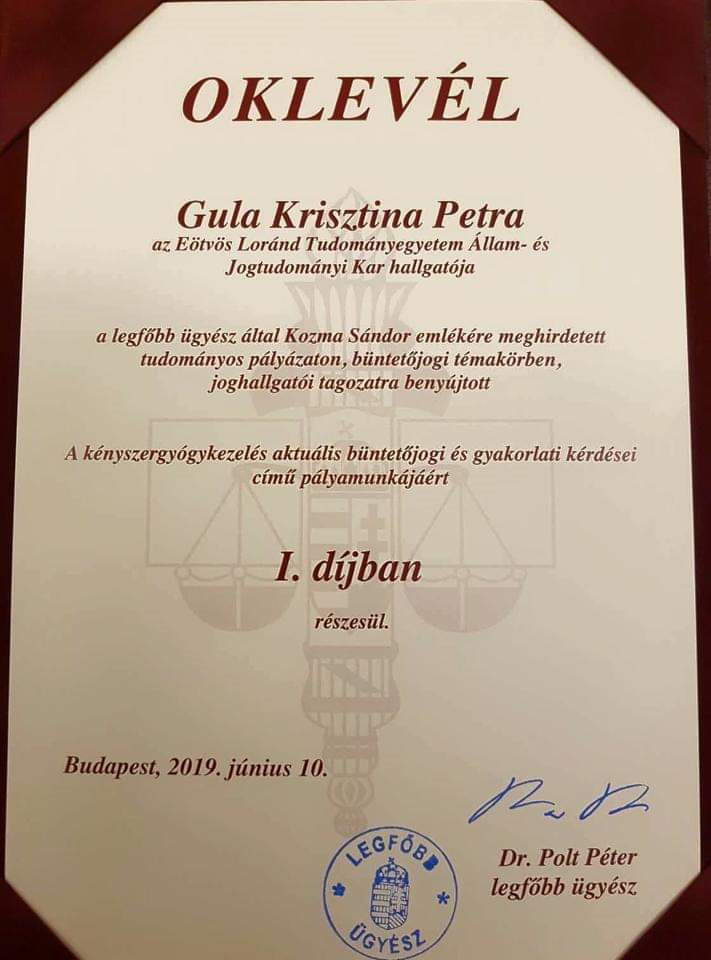 OKLEVÉL
Gula Krisztina Petra
az Eötvös Loránd Tudományegyetem Állam- és
Jogtudományi Kar hallgatója
a legfőbb ügyész által Kozma Sándor emlékére meghirdetett
tudományos pályázaton, büntetőjogi témakörben,
joghallgatói tagozatra benyújtott
A kényszergyógykezelés aktuális büntetőjogi és gyakorlati kérdései
című pályamunkájáért
I. díjban
részesül.
Budapest, 2019. június 10.
Dr. Polt Péter
legfőbb ügyész
LEGFŐBB
ÜGYÉSZ